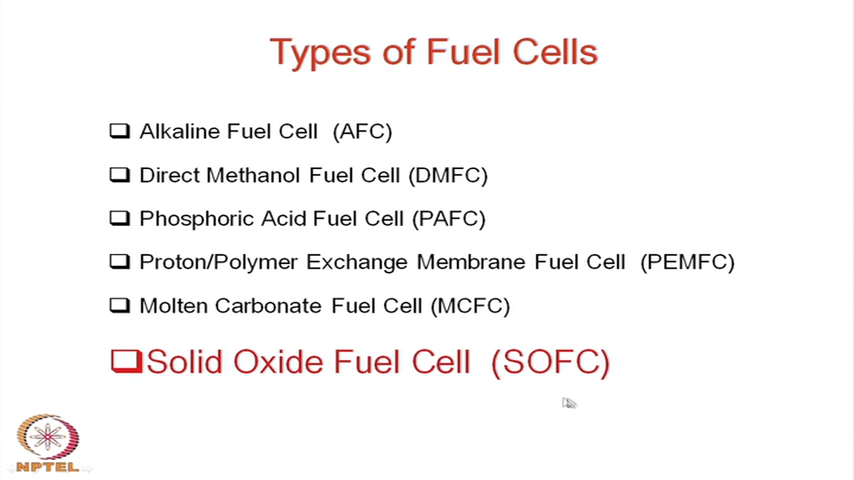 Types of Fuel Cells
Alkaline Fuel Cell (AFC)
Direct Methanol Fuel Cell (DMFC)
Phosphoric Acid Fuel Cell (PAFC)
Proton/Polymer Exchange Membrane Fuel Cell (PEMFC)
Molten Carbonate Fuel Cell (MCFC)
Solid Oxide Fuel Cell (SOFC)
NPTEL